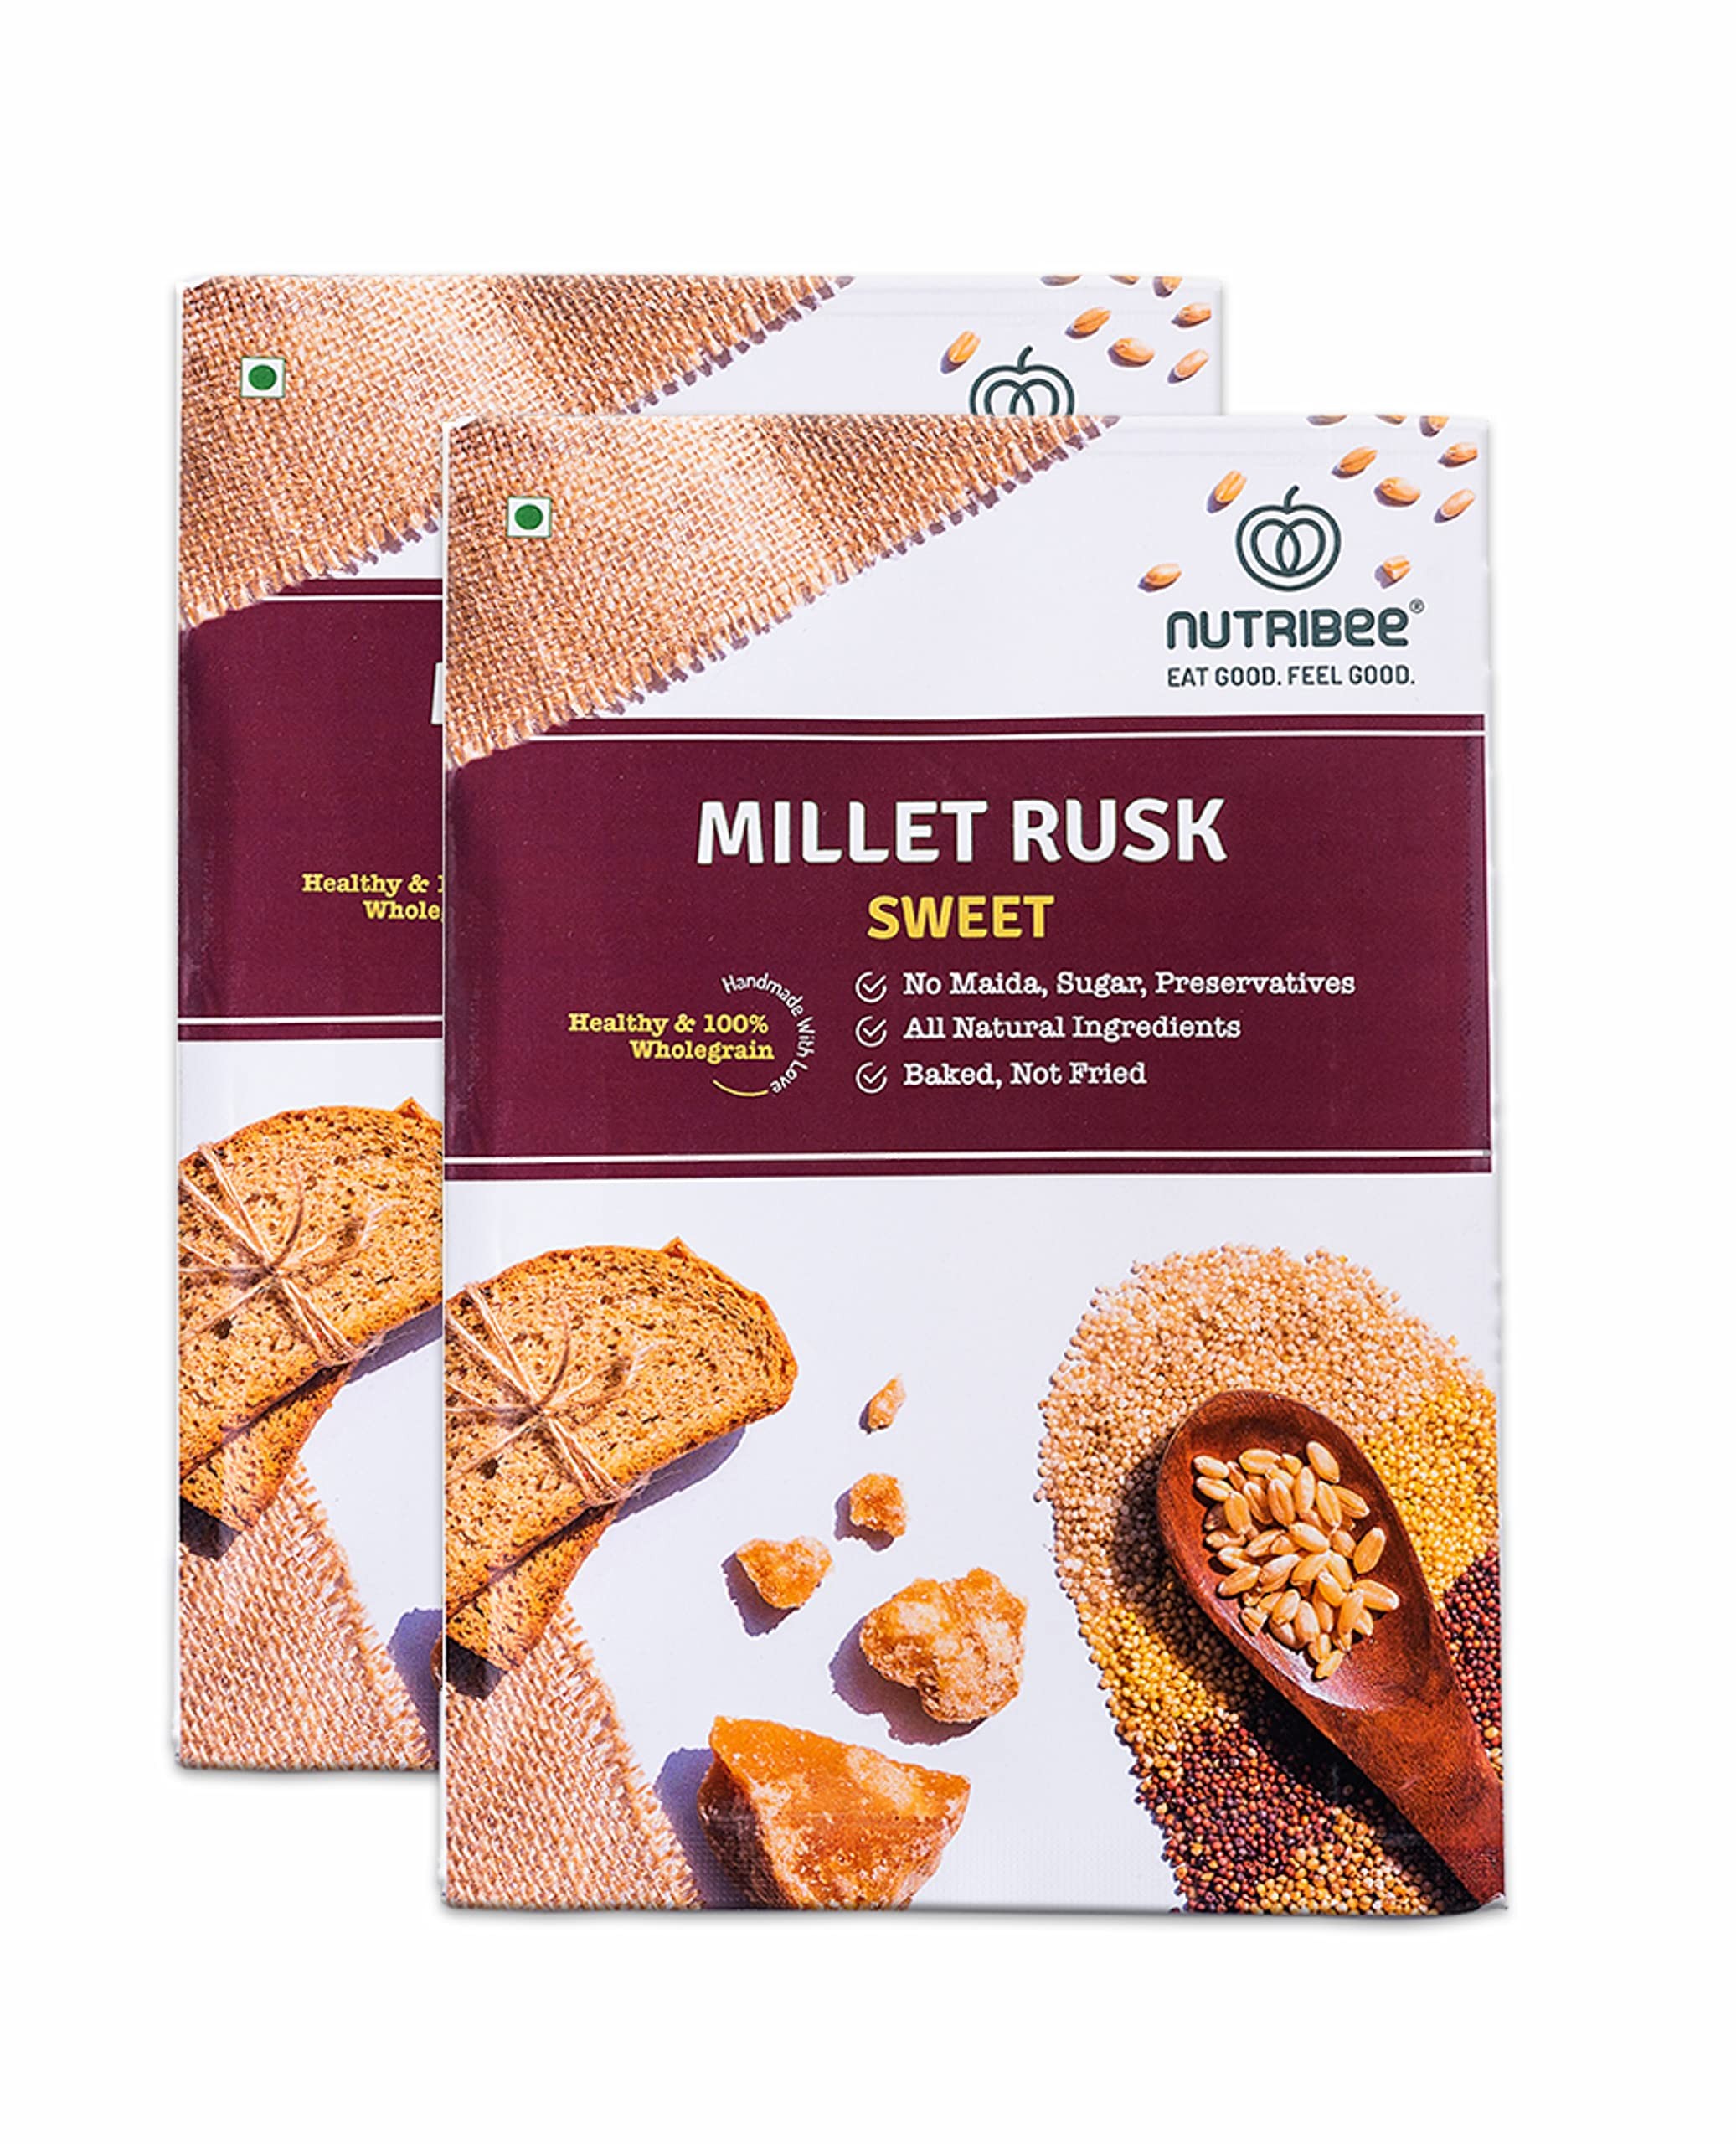 NUTRIBEE®
EAT GOOD. FEEL GOOD.
MILLET RUSK
SWEET
Handmade With Love
Healthy & 100%
Wholegrain
No Maida, Sugar, Preservatives
All Natural Ingredients
Baked, Not Fried
Healthy &